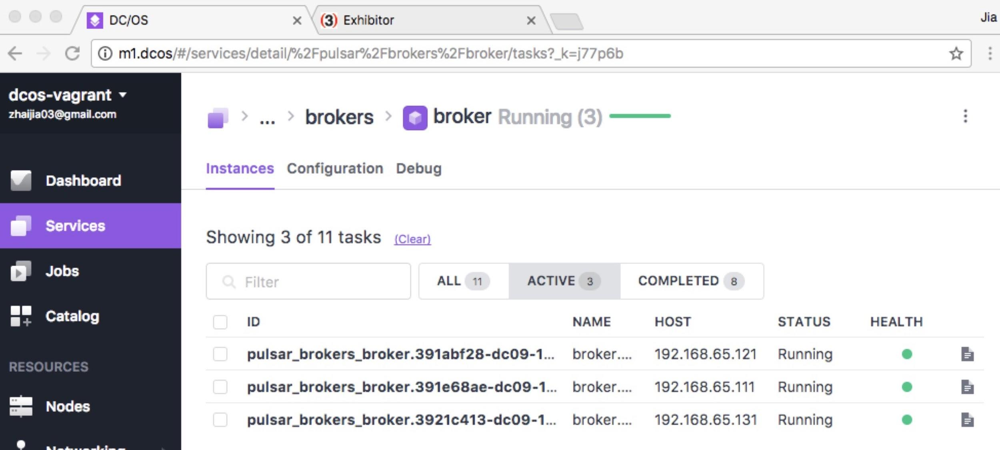 DC/OS
(3) Exhibitor
Jia
m1.dcos/#/services/detail/%2Fpulsar%2Fbrokers%2Fbroker/tasks?_k=j77p6b
dcos-vagrant
zhaijia03@gmail.com
Dashboard
Services
Jobs
Catalog
RESOURCES
Nodes
Networking
... brokers broker Running (3)
Instances Configuration Debug
Showing 3 of 11 tasks (Clear)
Filter ALL 11 ACTIVE 3 COMPLETED 8
ID NAME HOST STATUS HEALTH
pulsar_brokers_broker.391abf28-dc09-1... broker.... 192.168.65.121 Running
pulsar_brokers_broker.391e68ae-dc09-1... broker.... 192.168.65.111 Running
pulsar_brokers_broker.3921c413-dc09-1... broker.... 192.168.65.131 Running